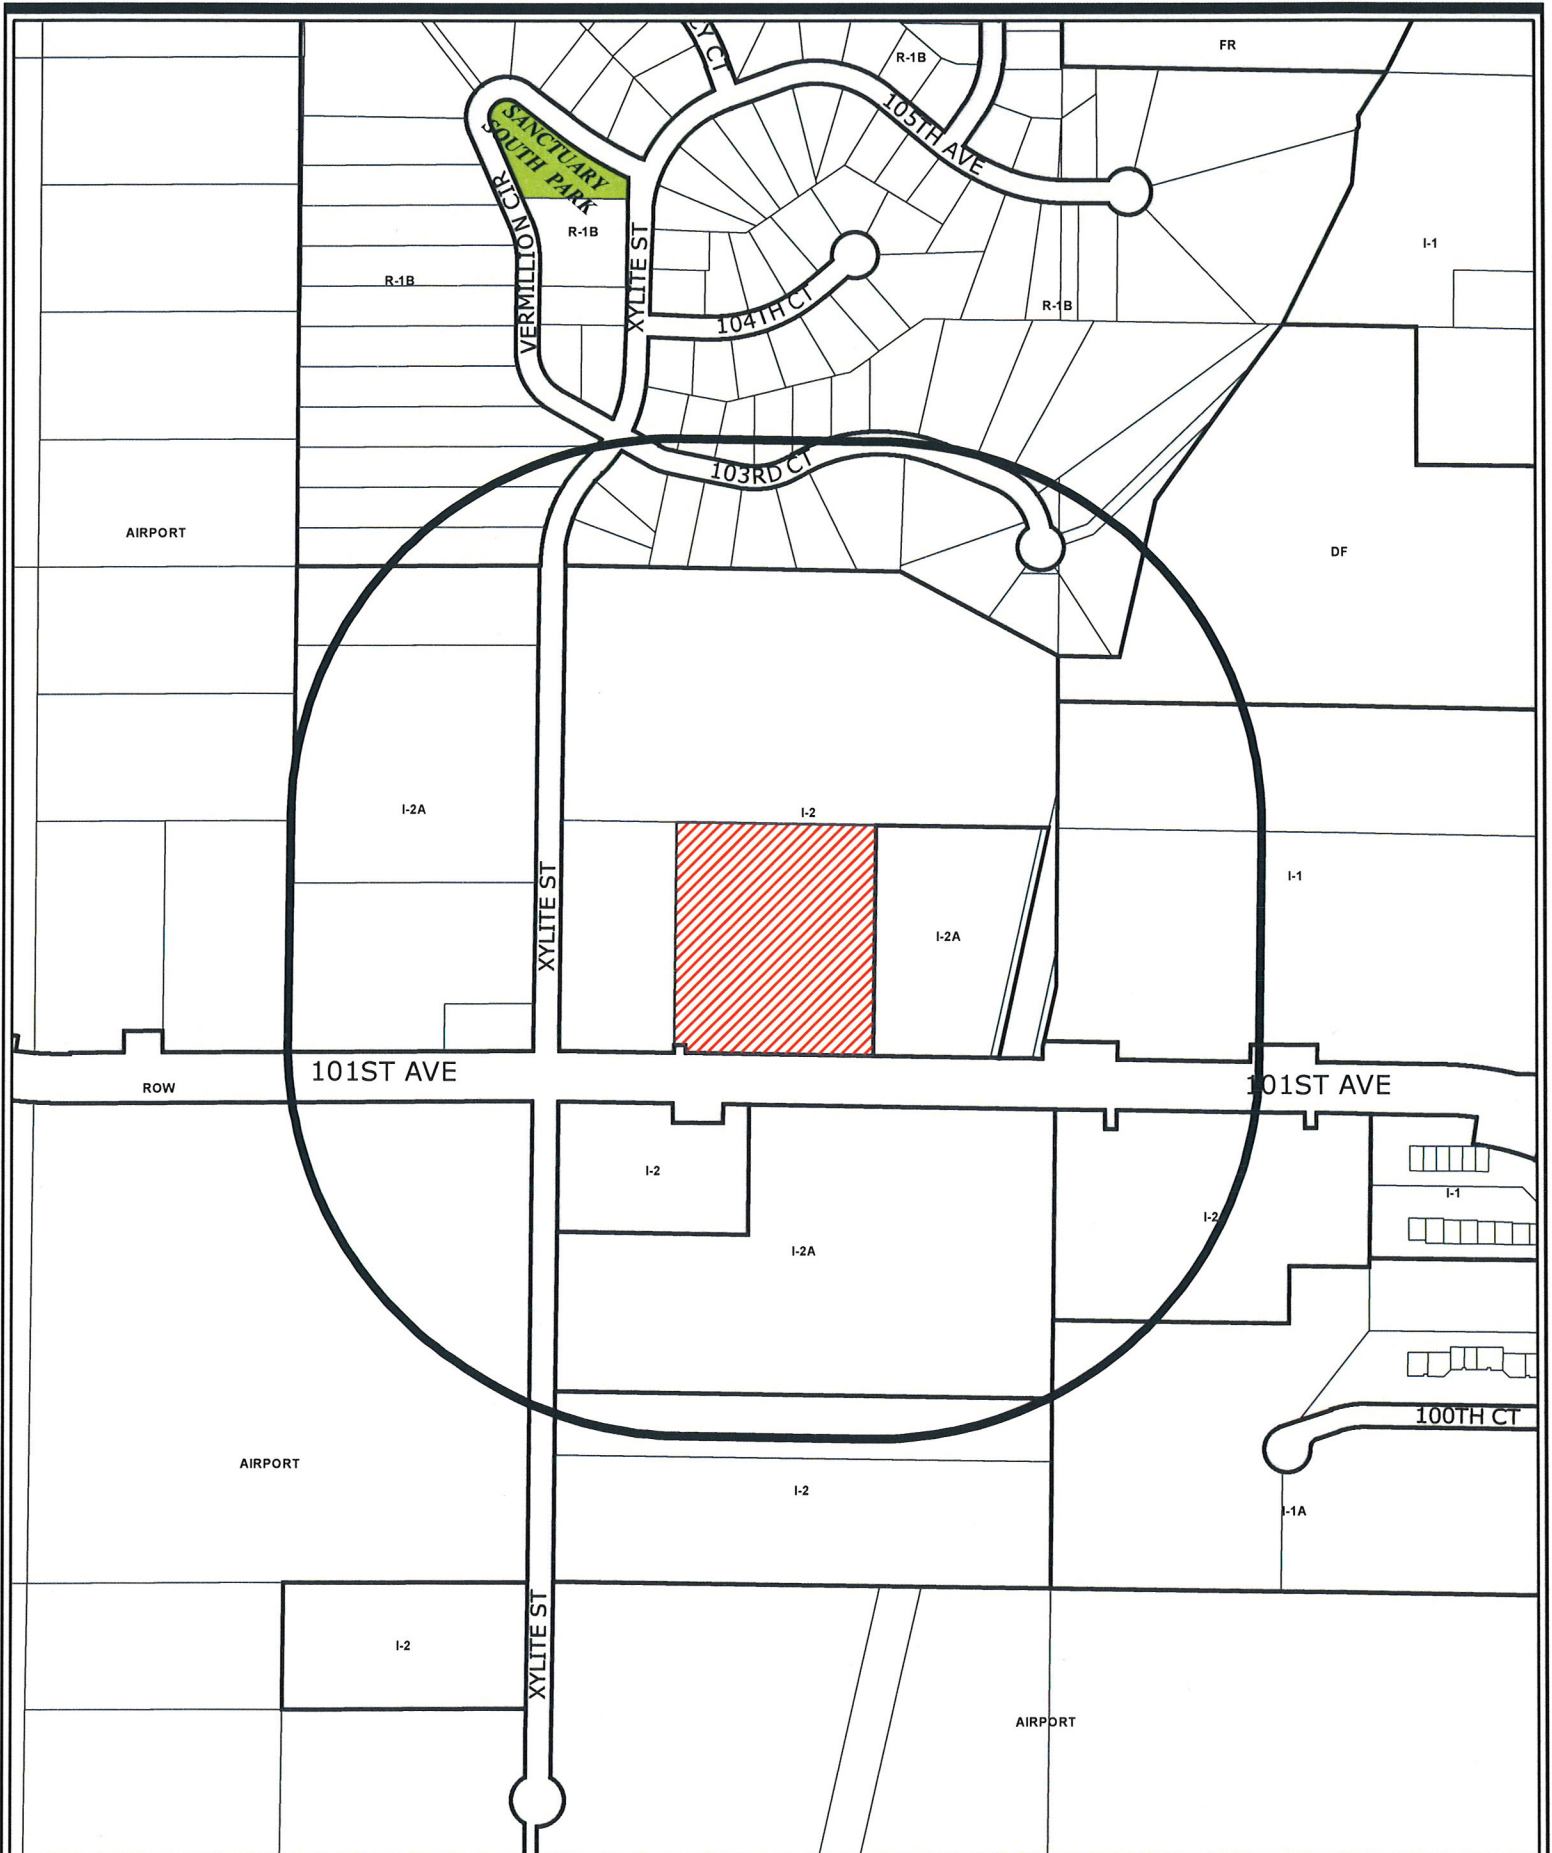 FR
R-1B
CY CT
105TH AVE
SANCTUARY
SOUTH PARK
VERMILLION CIR
R-1B
XYLITE ST
I-1
R-1B
R-1B
104TH CT
103RD CT
AIRPORT
DF
I-2A
I-2
XYLITE ST
I-1
I-2A
101ST AVE
ROW
101ST AVE
I-2
I-1
I-2
I-2A
100TH CT
AIRPORT
I-2
I-1A
I-2
XYLITE ST
AIRPORT